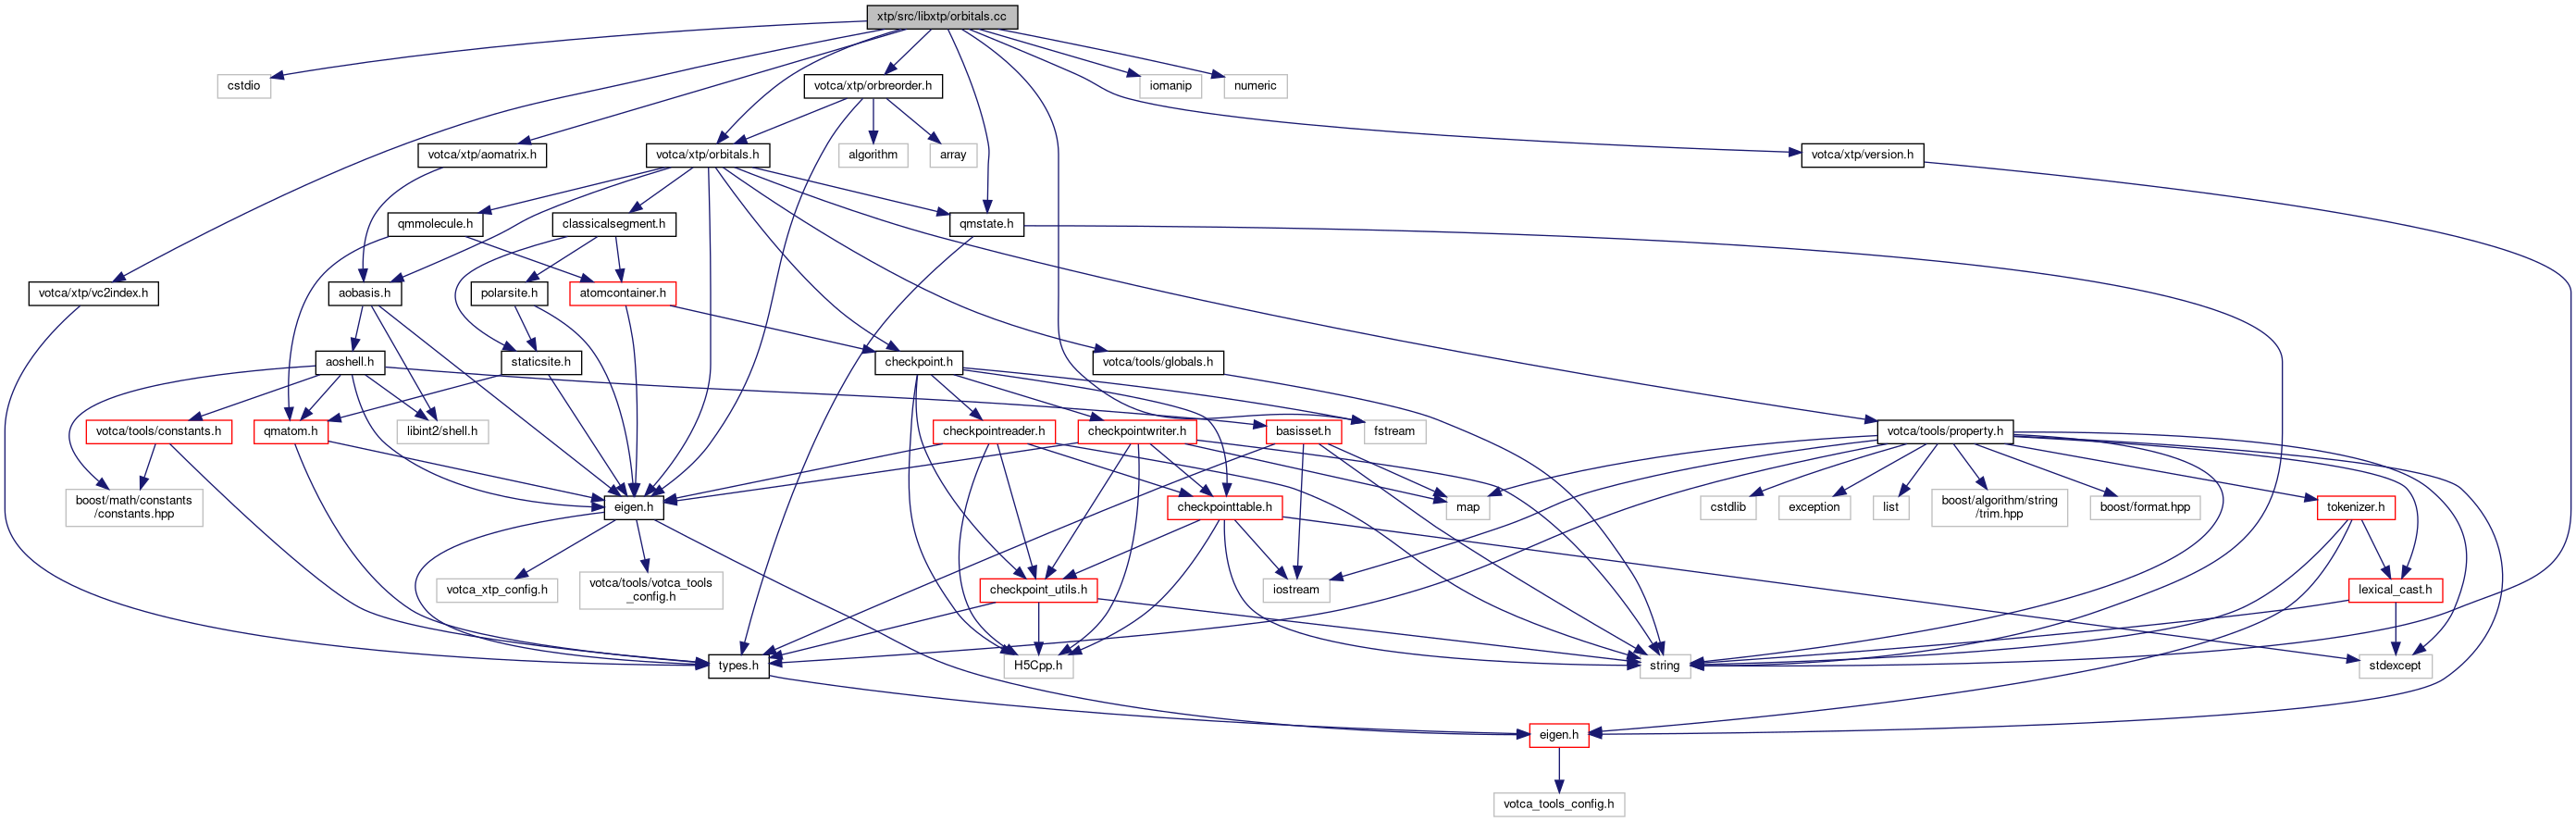 xtp/src/libxtp/orbitals.cc
cstdio
votca/xtp/orbreorder.h
iomanip
numeric
votca/xtp/aomatrix.h
votca/xtp/orbitals.h
algorithm
array
votca/xtp/version.h
qmmolecule.h
classicalsegment.h
qmstate.h
votca/xtp/vc2index.h
aobasis.h
polarsite.h
atomcontainer.h
aoshell.h
staticsite.h
checkpoint.h
votca/tools/globals.h
votca/tools/constants.h
qmatom.h
libint2/shell.h
checkpointreader.h
checkpointwriter.h
basisset.h
fstream
votca/tools/property.h
boost/math/constants
/constants.hpp
eigen.h
checkpointtable.h
map
cstdlib
exception
list
boost/algorithm/string
/trim.hpp
boost/format.hpp
tokenizer.h
votca_xtp_config.h
votca/tools/votca_tools
_config.h
checkpoint_utils.h
iostream
lexical_cast.h
types.h
H5Cpp.h
string
stdexcept
eigen.h
votca_tools_config.h